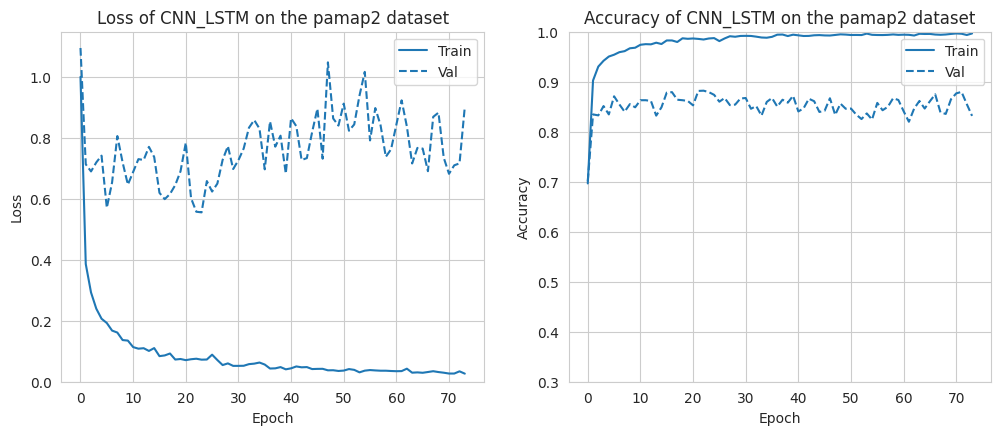 Loss of CNN_LSTM on the pamap2 dataset
Train
Val
1.0
0.8
0.6
0.4
0.2
0.0
Loss
0 10 20 30 40 50 60 70
Epoch
Accuracy of CNN_LSTM on the pamap2 dataset
Train
Val
1.0
0.9
0.8
0.7
0.6
0.5
0.4
0.3
Accuracy
0 10 20 30 40 50 60 70
Epoch